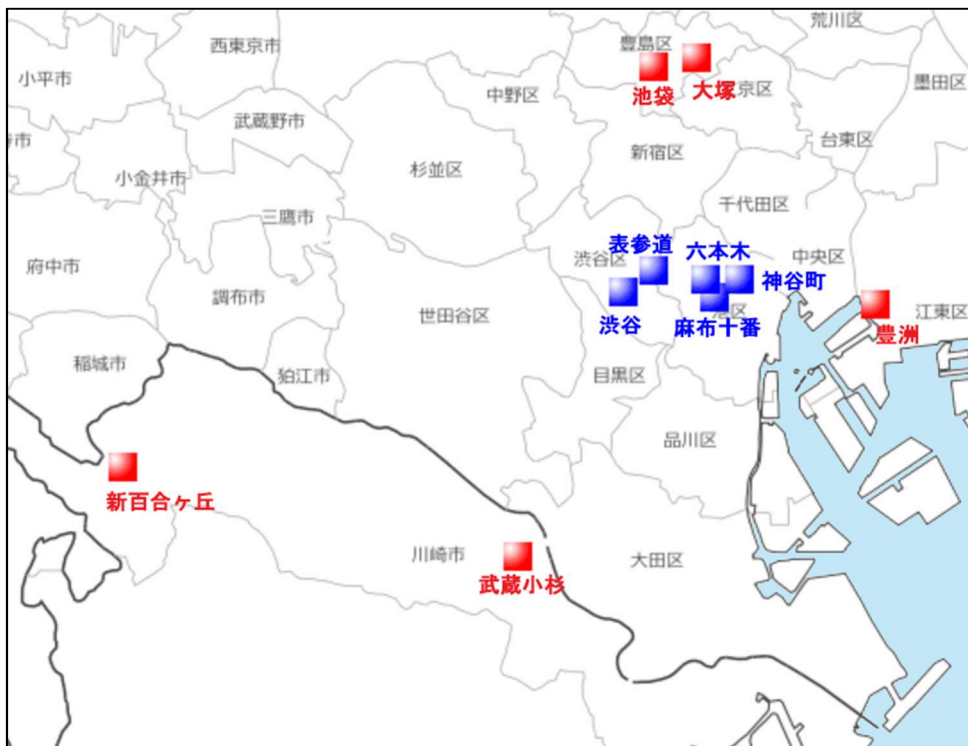 荒川区
豊島区
西東京市
小平市
中野区
墨田区
池袋
大塚
京区
武蔵野市
台東区
新宿区
杉並区
小金井市
千代田区
三鷹市
表参道
六本木
渋谷区
中央区
府中市
神谷町
調布市
世田谷区
江東区
渋谷
麻布十番
港区
豊洲
稲城市
狛江市
目黒区
品川区
新百合ヶ丘
川崎市
大田区
武蔵小杉